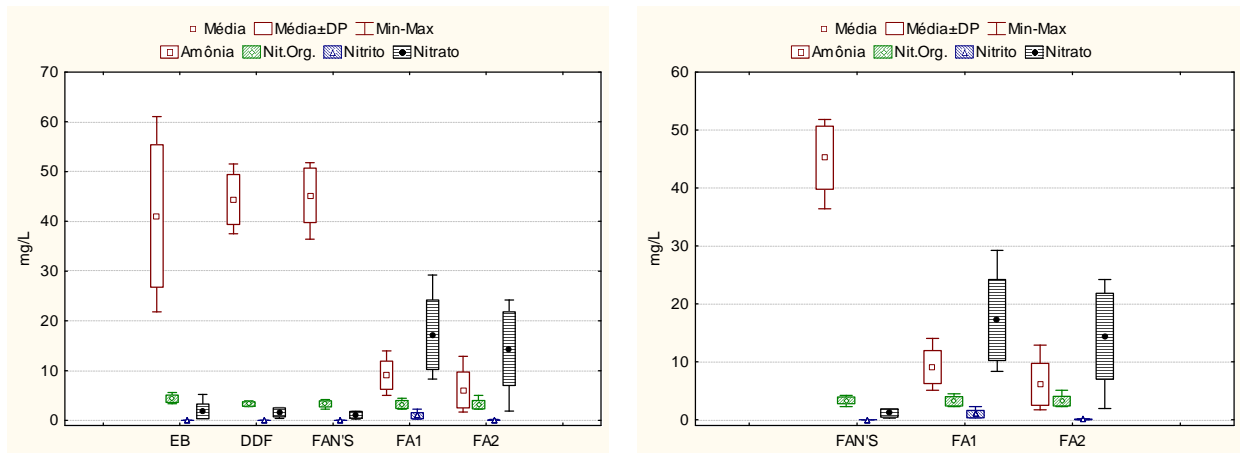 Média Média±DP Min-Max
Amônia Nit.Org. Nitrito Nitrato
70
60
50
40
30
20
10
0
mg/L
EB DDF FAN'S FA1 FA2
Média Média±DP Min-Max
Amônia Nit.Org. Nitrito Nitrato
60
50
40
30
20
10
0
mg/L
FAN'S FA1 FA2